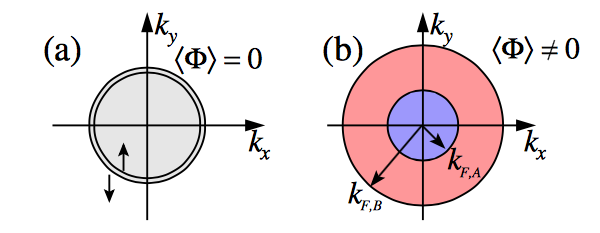 (a)
k_y
⟨Φ⟩ = 0
k_x
(b)
k_y
⟨Φ⟩ ≠ 0
k_x
k_{F,A}
k_{F,B}